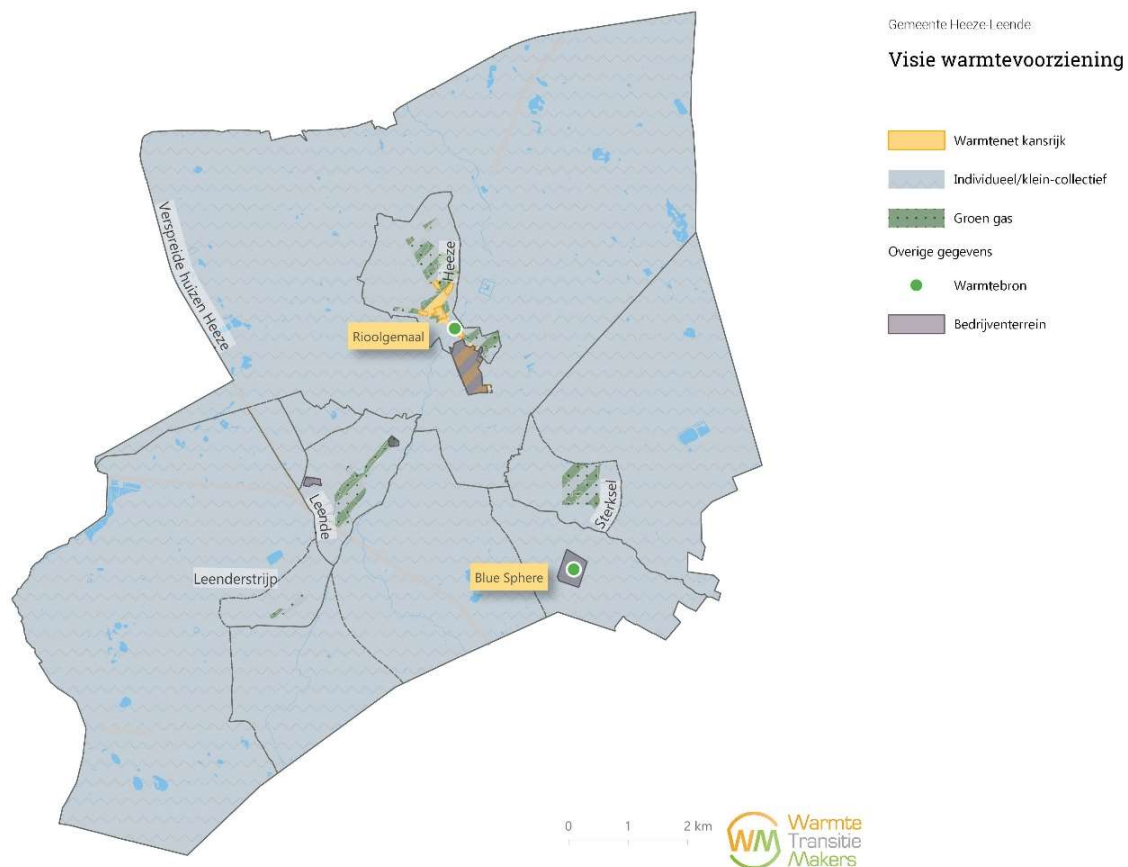 Gemeente Heeze-Leende
Visie warmtevoorziening
Warmtenet kansrijk
Individueel/klein-collectief
Groen gas
Overige gegevens
Warmtebron
Bedrijventerrein
Verspreide huizen Heeze
Heeze
Rioolgemaal
Leende
Sterksel
Leenderstrijp
Blue Sphere
0 1 2 km
WM Warmte
Transitie
Makers